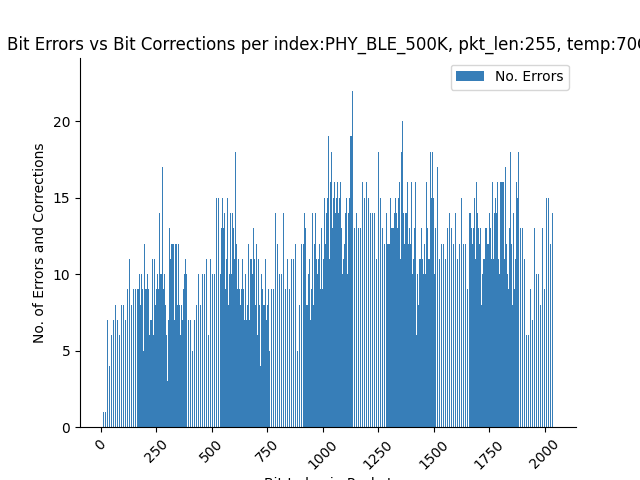 Bit Errors vs Bit Corrections per index:PHY_BLE_500K, pkt_len:255, temp:70
No. Errors
No. of Errors and Corrections
20
15
10
5
0
0 250 500 750 1000 1250 1500 1750 2000